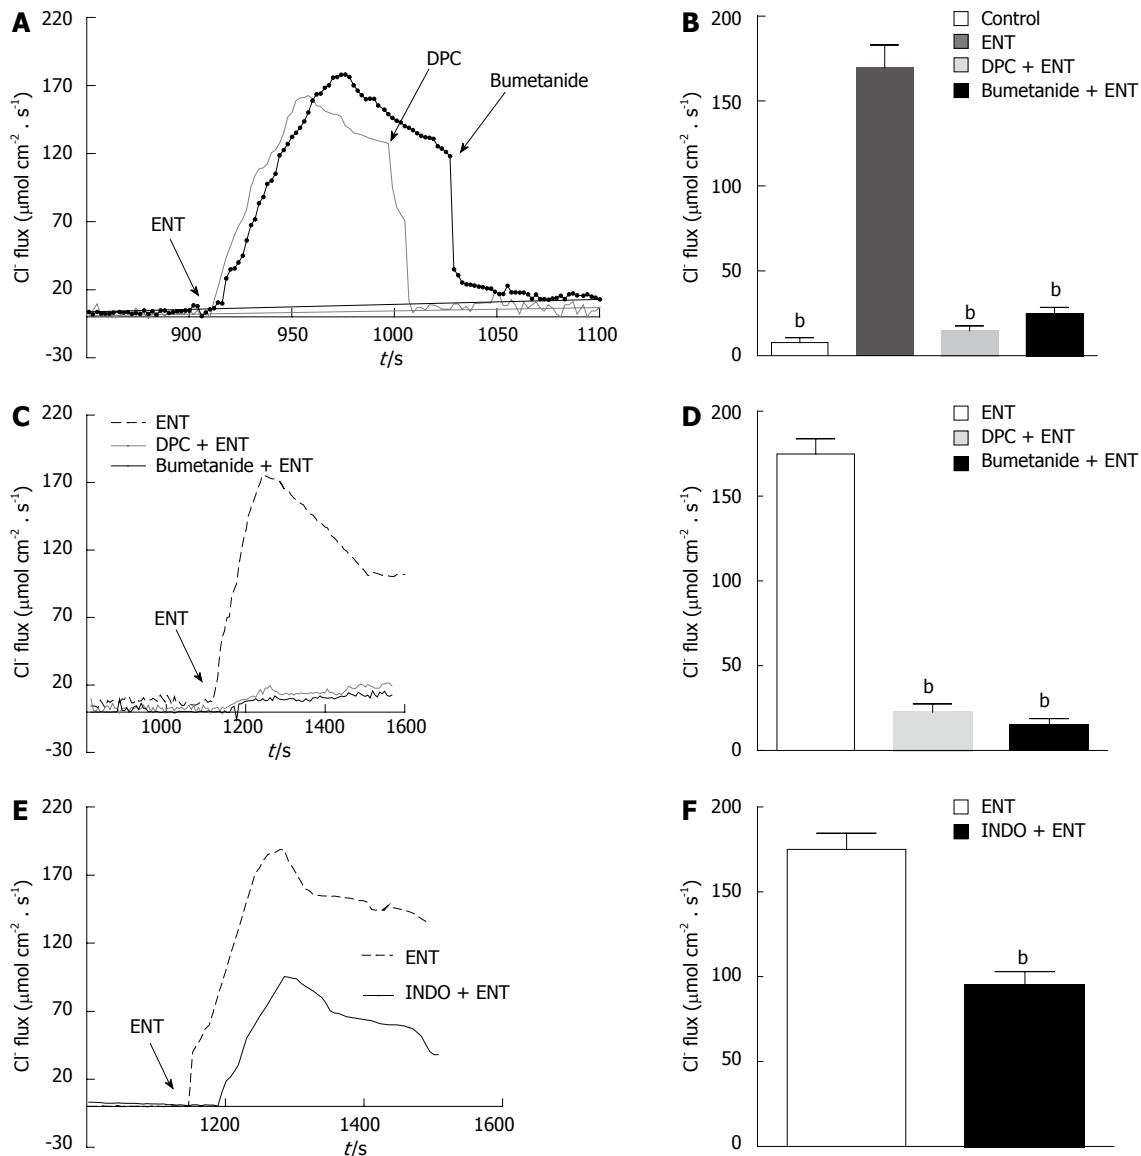 A
220
170
120
70
20
-30
Cl⁻ flux (μmol cm⁻² . s⁻¹)
ENT
DPC
Bumetanide
900
950
1000
1050
1100
t/s
B
200
150
100
50
0
Cl⁻ flux (μmol cm⁻² . s⁻¹)
Control
ENT
DPC + ENT
Bumetanide + ENT
b
b
b
C
220
170
120
70
20
-30
Cl⁻ flux (μmol cm⁻² . s⁻¹)
ENT
DPC + ENT
Bumetanide + ENT
ENT
1000
1200
1400
1600
t/s
D
200
150
100
50
0
Cl⁻ flux (μmol cm⁻² . s⁻¹)
ENT
DPC + ENT
Bumetanide + ENT
b
b
E
220
170
120
70
20
-30
Cl⁻ flux (μmol cm⁻² . s⁻¹)
ENT
INDO + ENT
ENT
1200
1400
1600
t/s
F
200
150
100
50
0
Cl⁻ flux (μmol cm⁻² . s⁻¹)
ENT
INDO + ENT
b